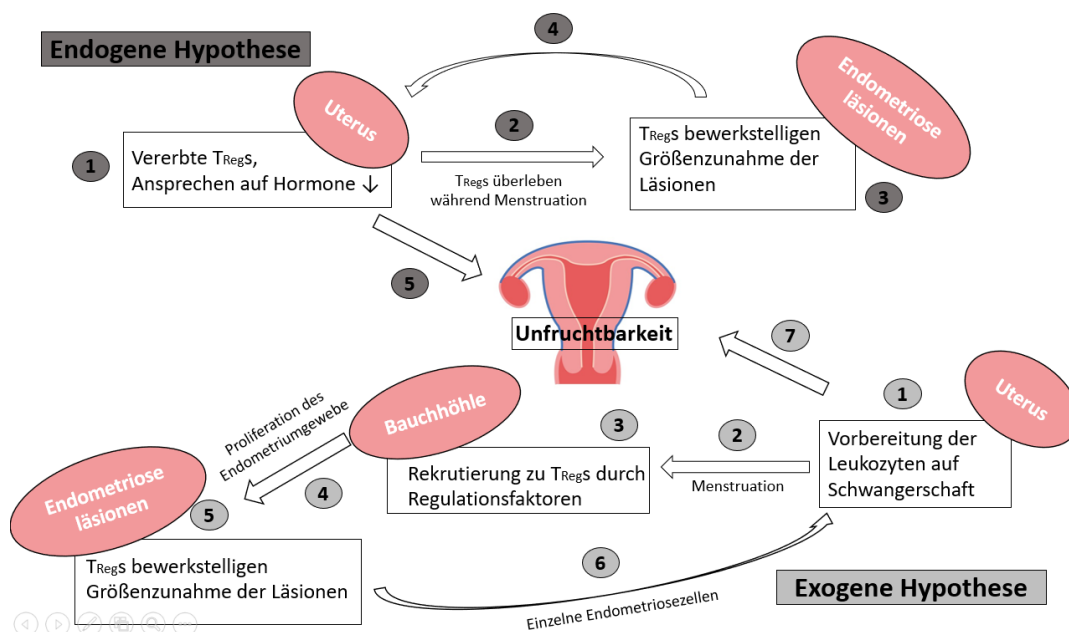 Endogene Hypothese
4
Uterus
Endometriose
läsionen
1
Vererbte TRegs,
Ansprechen auf Hormone ↓
2
TRegs überleben
während Menstruation
TRegs bewerkstelligen
Größenzunahme der
Läsionen
3
5
Unfruchtbarkeit
7
1
Uterus
Vorbereitung der
Leukozyten auf
Schwangerschaft
2
Menstruation
Bauchhöhle
3
Rekrutierung zu TRegs durch
Regulationsfaktoren
Proliferation des
Endometriumgewebe
4
Endometriose
läsionen
5
TRegs bewerkstelligen
Größenzunahme der Läsionen
6
Einzelne Endometriosezellen
Exogene Hypothese